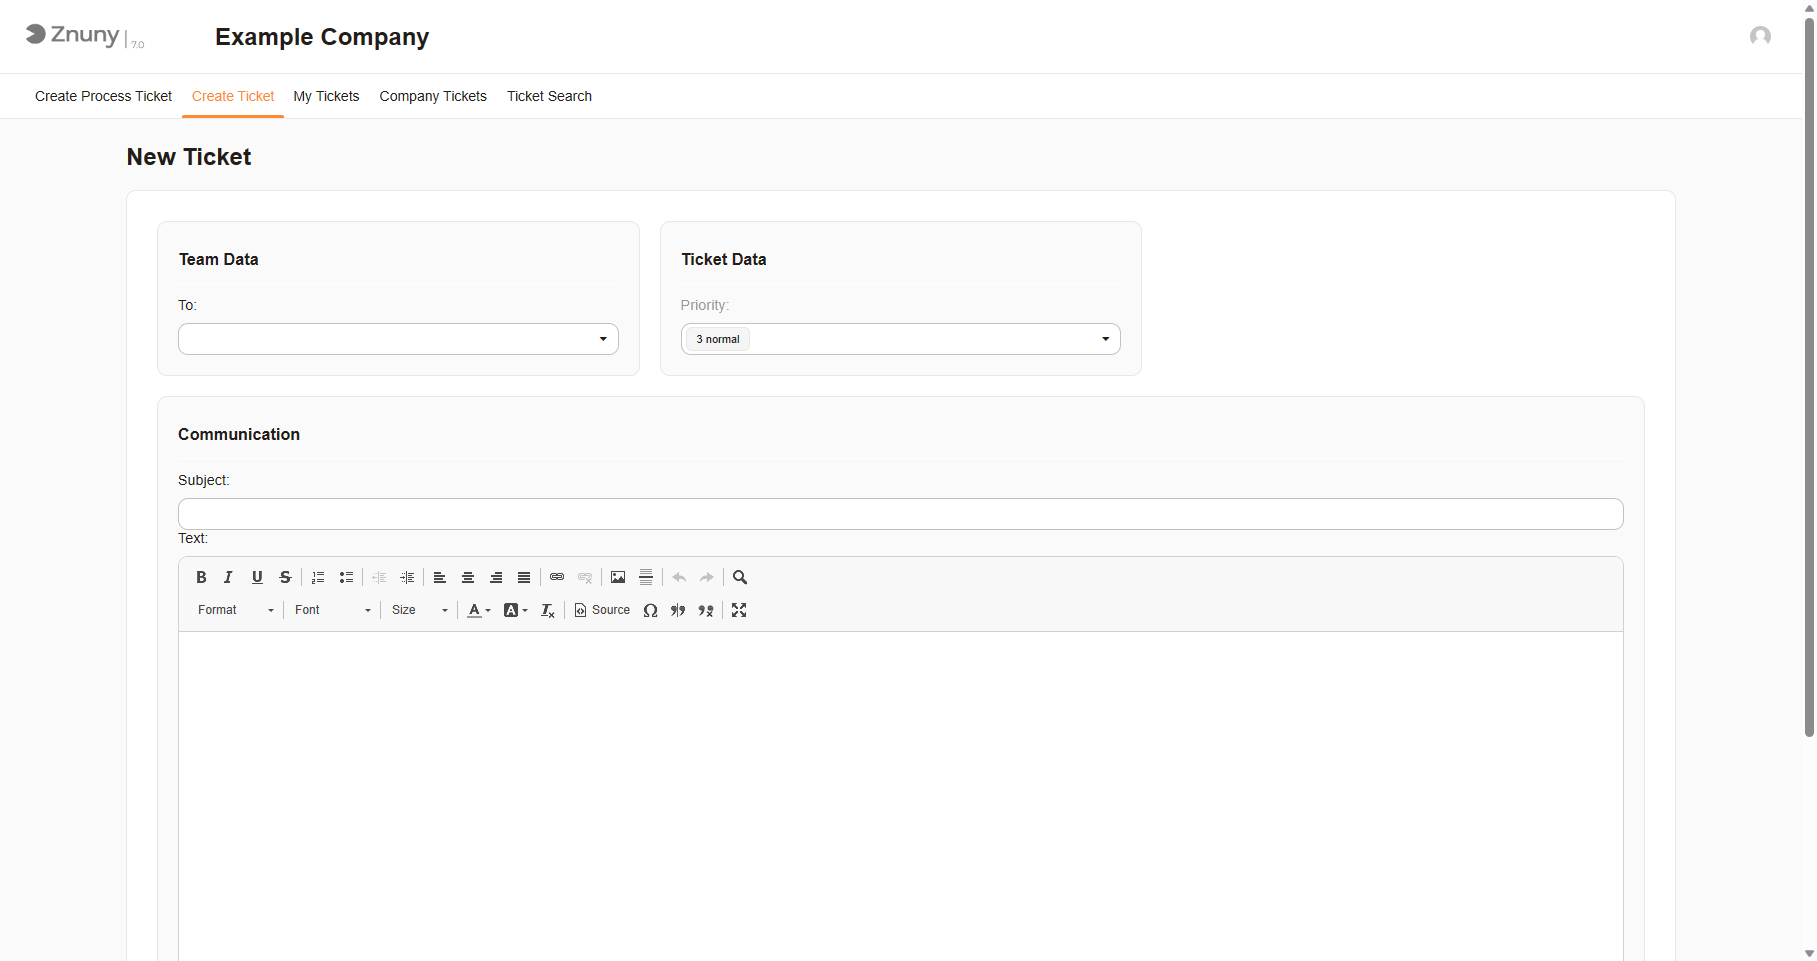 Znuny | 7.0
Example Company
Create Process Ticket Create Ticket My Tickets Company Tickets Ticket Search
New Ticket
Team Data
To:
Ticket Data
Priority:
3 normal
Communication
Subject:
Text:
Format Font Size Source